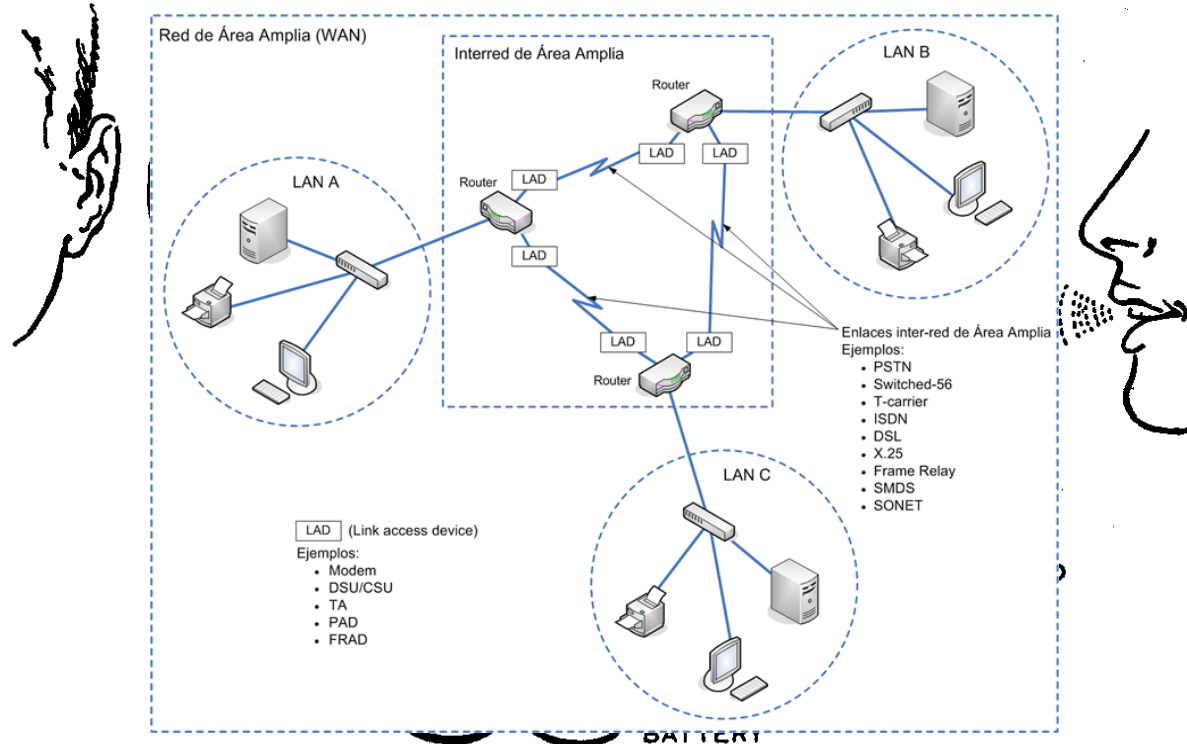 Red de Área Amplia (WAN)
Interred de Área Amplia
LAN B
Router
LAD
LAD
LAN A
Router
LAD
LAD
LAD
LAD
Router
Enlaces inter-red de Área Amplia
Ejemplos:
• PSTN
• Switched-56
• T-carrier
• ISDN
• DSL
• X.25
• Frame Relay
• SMDS
• SONET
LAN C
LAD (Link access device)
Ejemplos:
• Modem
• DSU/CSU
• TA
• PAD
• FRAD
BATTERY